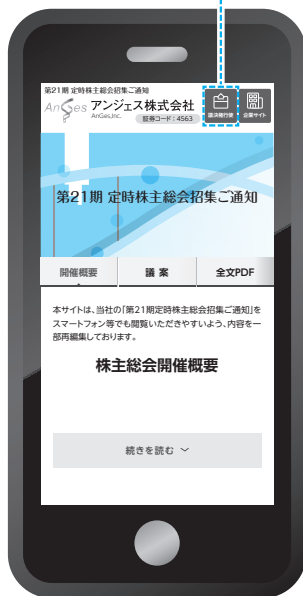 第21期 定時株主総会招集ご通知
AnGes アンジェス株式会社
AnGes,Inc.
証券コード:4563
議決権行使
企業サイト
第21期 定時株主総会招集ご通知
開催概要
議 案
全文PDF
本サイトは、当社の「第21期定時株主総会招集ご通知」を
スマートフォン等でも閲覧いただきやすいよう、内容を一
部再編集しております。
株主総会開催概要
続きを読む